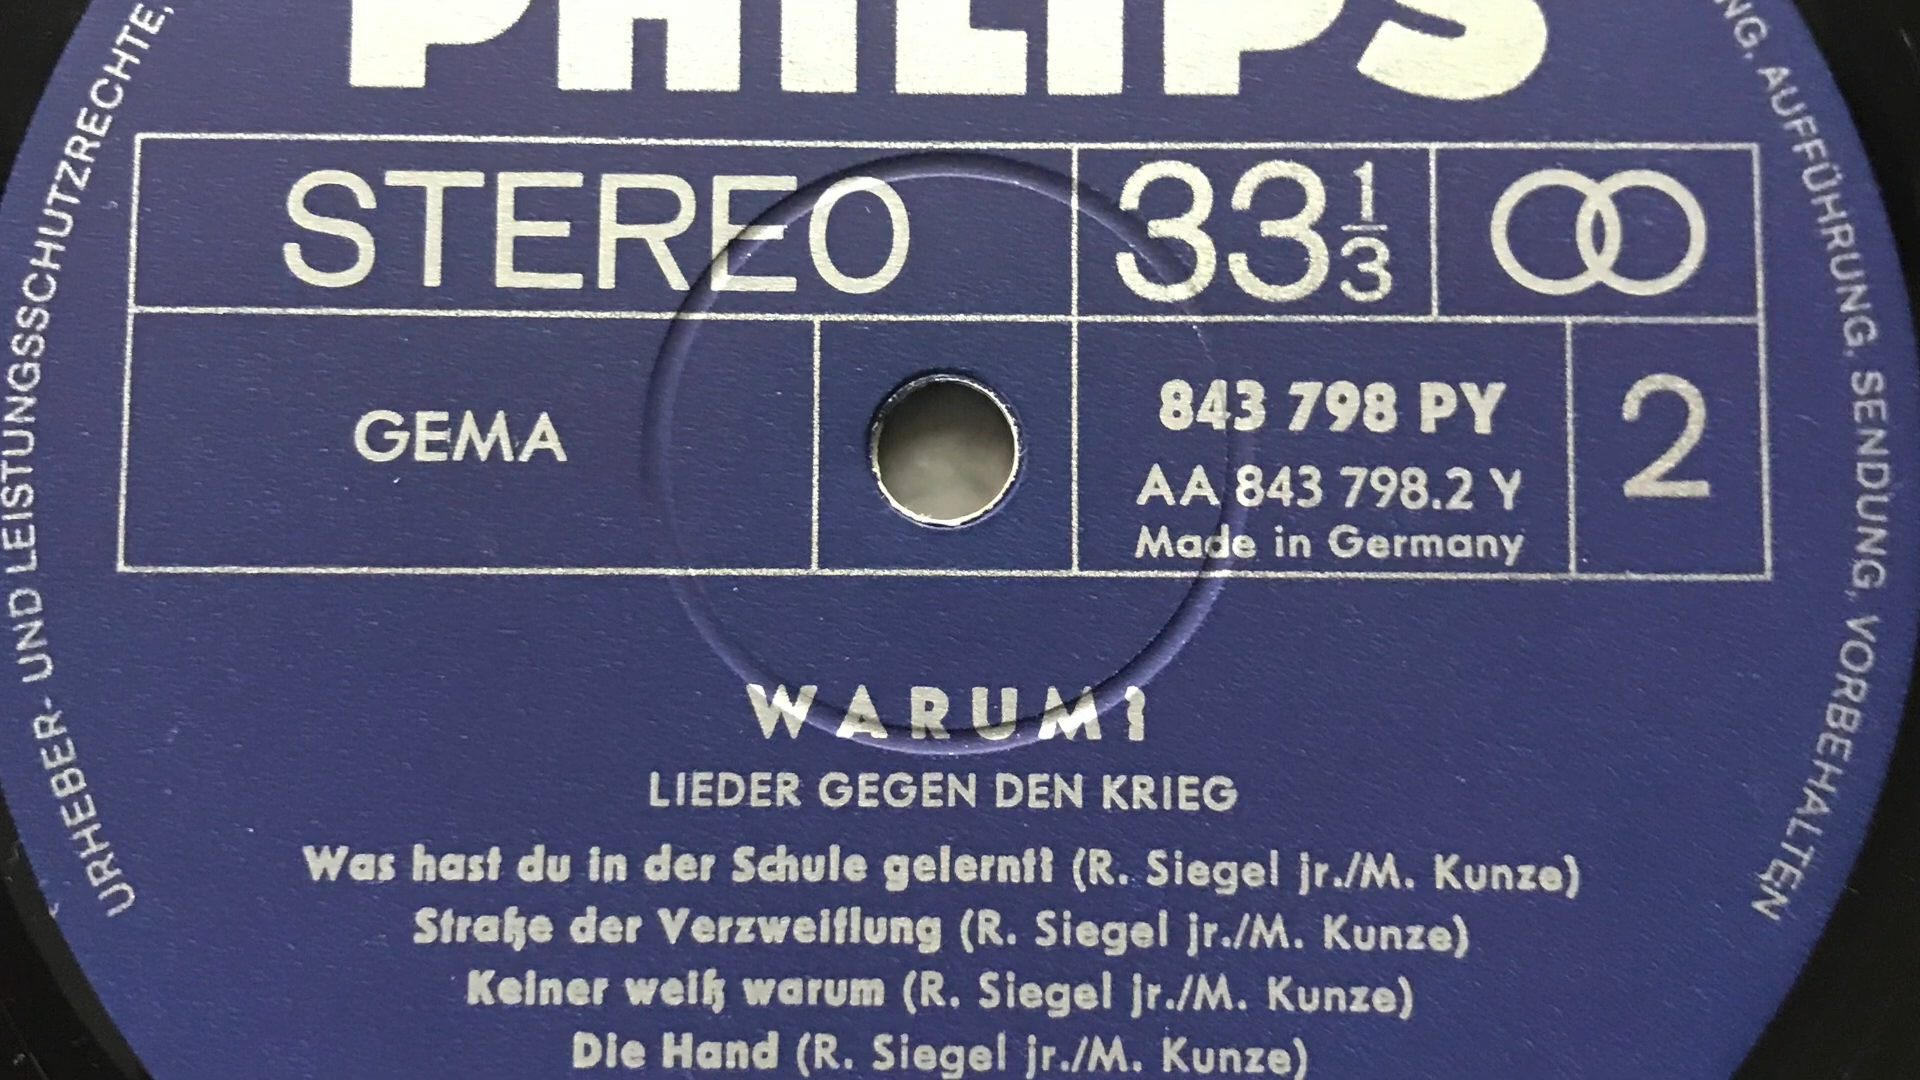 PHILIPS
STEREO
33 1/3
GEMA
843 798 PY
AA 843 798.2 Y
Made in Germany
2
WARUM?
LIEDER GEGEN DEN KRIEG
Was hast du in der Schule gelernt? (R. Siegel jr./M. Kunze)
Straße der Verzweiflung (R. Siegel jr./M. Kunze)
Keiner weiß warum (R. Siegel jr./M. Kunze)
Die Hand (R. Siegel jr./M. Kunze)
URHEBER- UND LEISTUNGSSCHUTZRECHTE,
AUFFÜHRUNG, SENDUNG, VORBEHALTEN